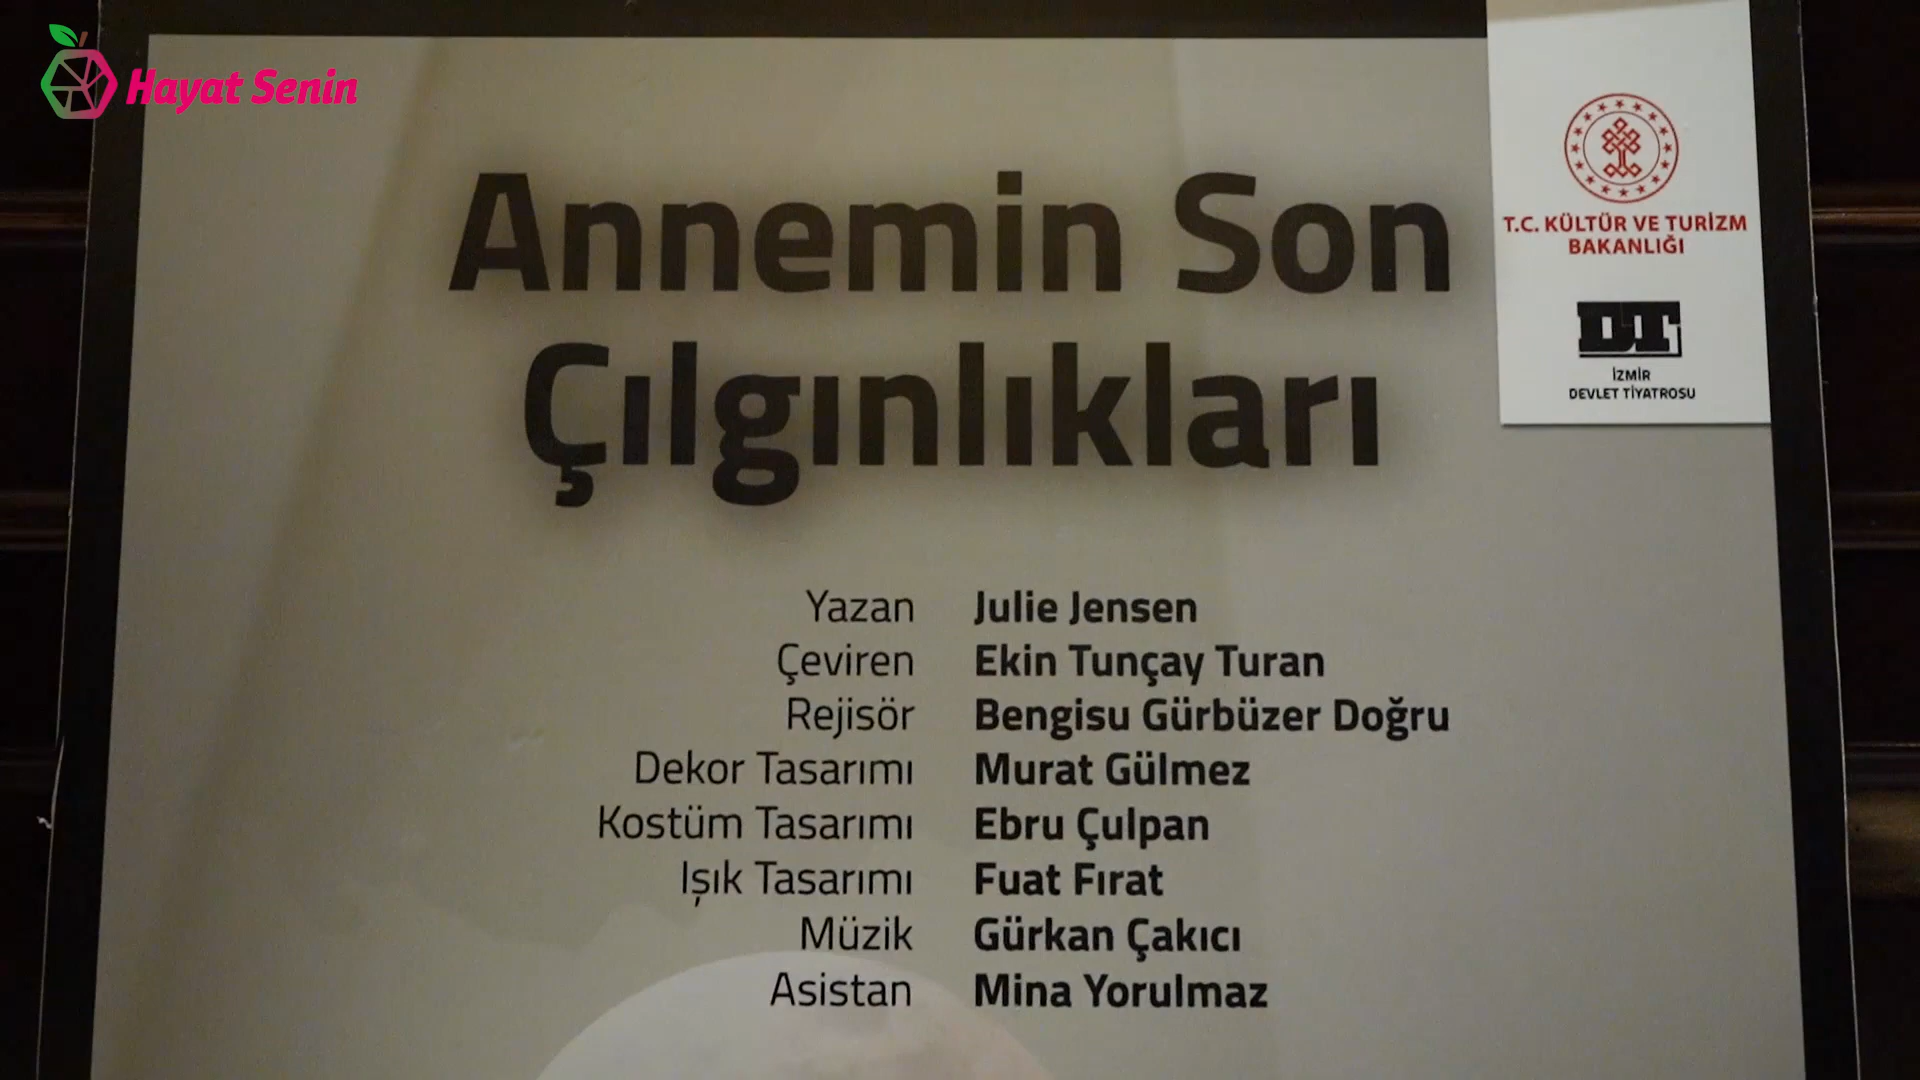 Hayat Senin
T.C. KÜLTÜR VE TURİZM
BAKANLIĞI
DT
İZMİR
DEVLET TİYATROSU
Annemin Son
Çılgınlıkları
Yazan Julie Jensen
Çeviren Ekin Tunçay Turan
Rejisör Bengisu Gürbüzer Doğru
Dekor Tasarımı Murat Gülmez
Kostüm Tasarımı Ebru Çulpan
Işık Tasarımı Fuat Fırat
Müzik Gürkan Çakıcı
Asistan Mina Yorulmaz